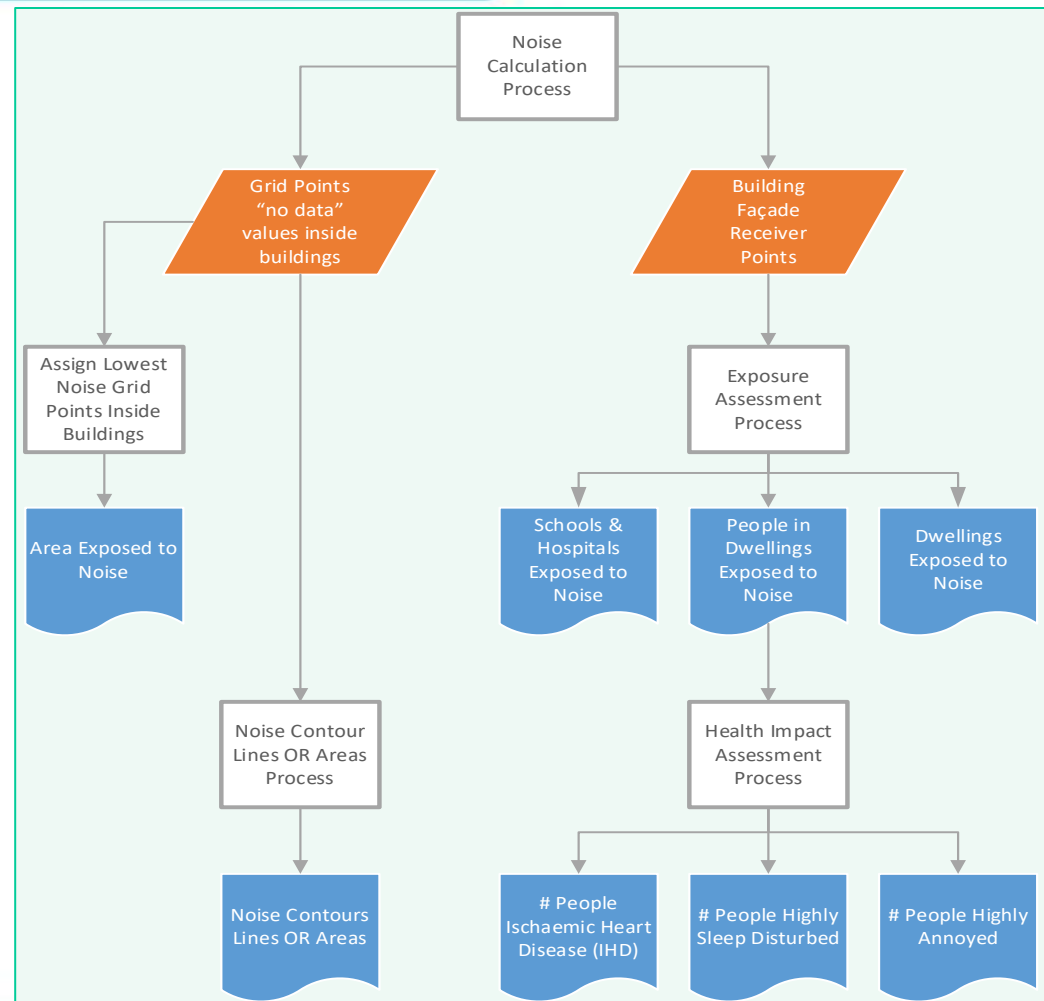 Noise
Calculation
Process
Grid Points
“no data”
values inside
buildings
Building
Façade
Receiver
Points
Assign Lowest
Noise Grid
Points Inside
Buildings
Exposure
Assessment
Process
Area Exposed to
Noise
Schools &
Hospitals
Exposed to
Noise
People in
Dwellings
Exposed to
Noise
Dwellings
Exposed to
Noise
Noise Contour
Lines OR Areas
Process
Health Impact
Assessment
Process
Noise Contours
Lines OR Areas
# People
Ischaemic Heart
Disease (IHD)
# People Highly
Sleep Disturbed
# People Highly
Annoyed